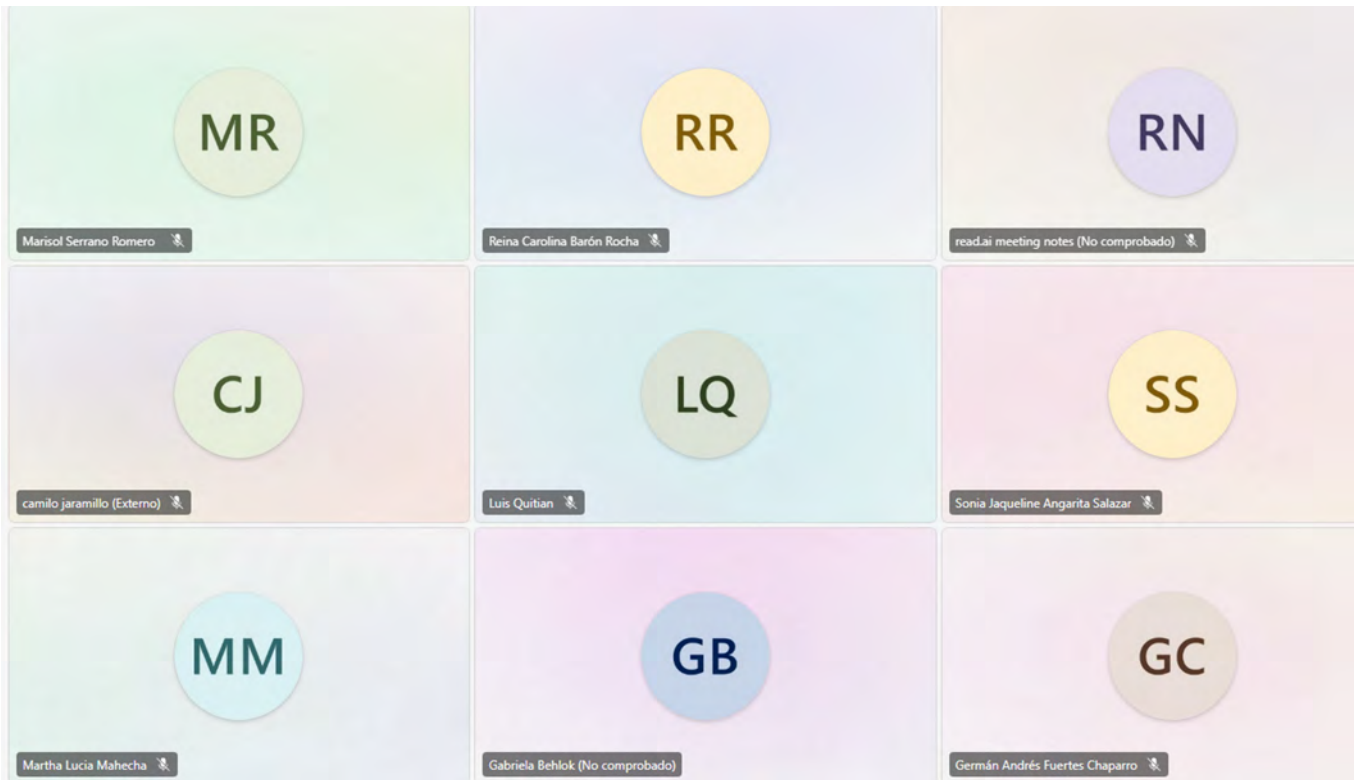 MR
Marisol Serrano Romero
RR
Reina Carolina Barón Rocha
RN
read.ai meeting notes (No comprobado)
CJ
camilo jaramillo (Externo)
LQ
Luis Quitian
SS
Sonia Jaqueline Angarita Salazar
MM
Martha Lucia Mahecha
GB
Gabriela Behlok (No comprobado)
GC
Germán Andrés Fuertes Chaparro